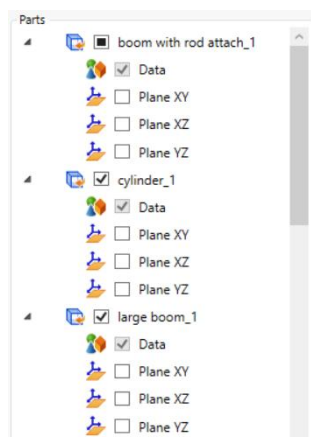 Parts
boom with rod attach_1
Data
Plane XY
Plane XZ
Plane YZ
cylinder_1
Data
Plane XY
Plane XZ
Plane YZ
large boom_1
Data
Plane XY
Plane XZ
Plane YZ